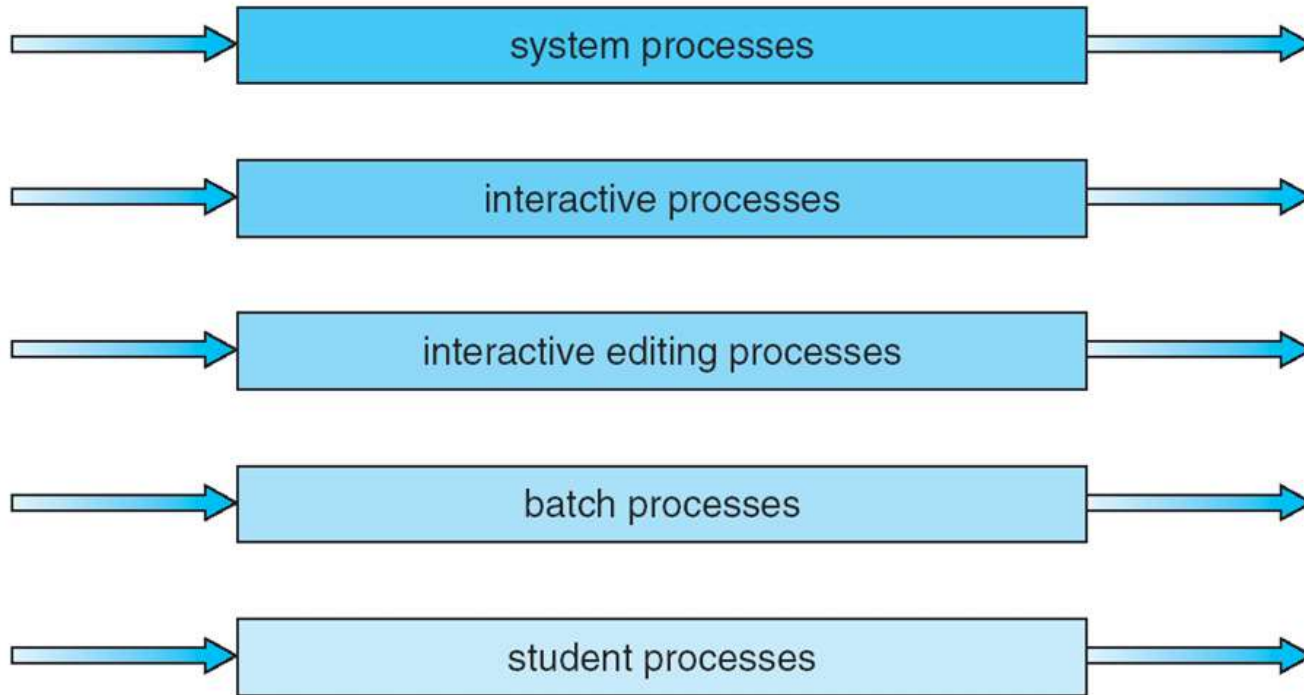 system processes
interactive processes
interactive editing processes
batch processes
student processes